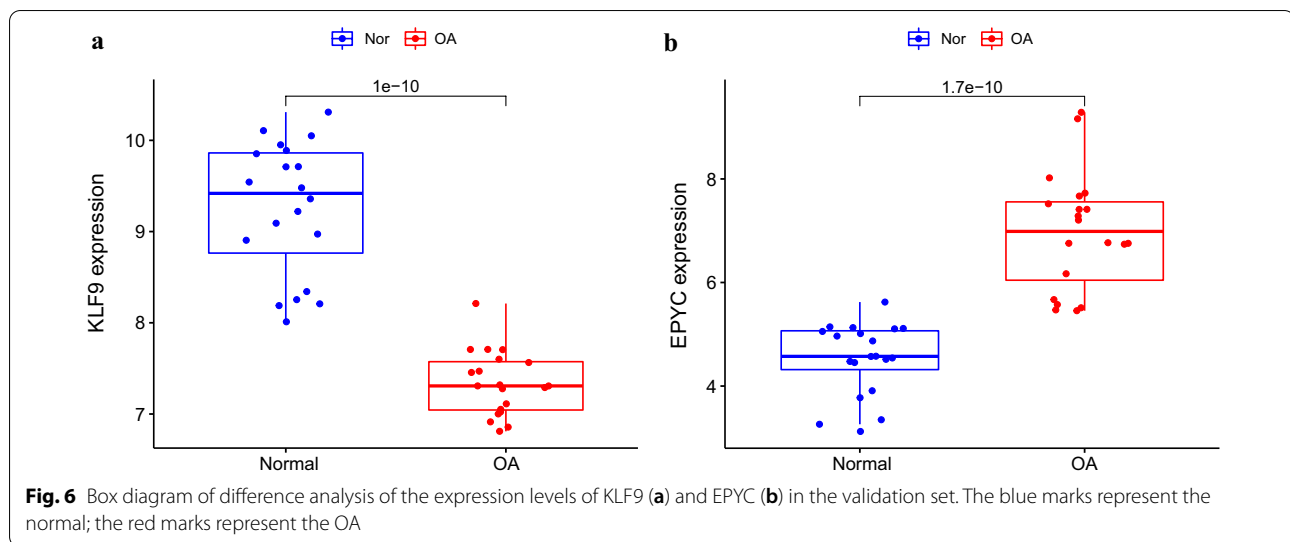 a
Nor OA
1e−10
KLF9 expression
10
9
8
7
Normal OA
b
Nor OA
1.7e−10
EPYC expression
8
6
4
Normal OA
Fig. 6 Box diagram of difference analysis of the expression levels of KLF9 (a) and EPYC (b) in the validation set. The blue marks represent the
normal; the red marks represent the OA